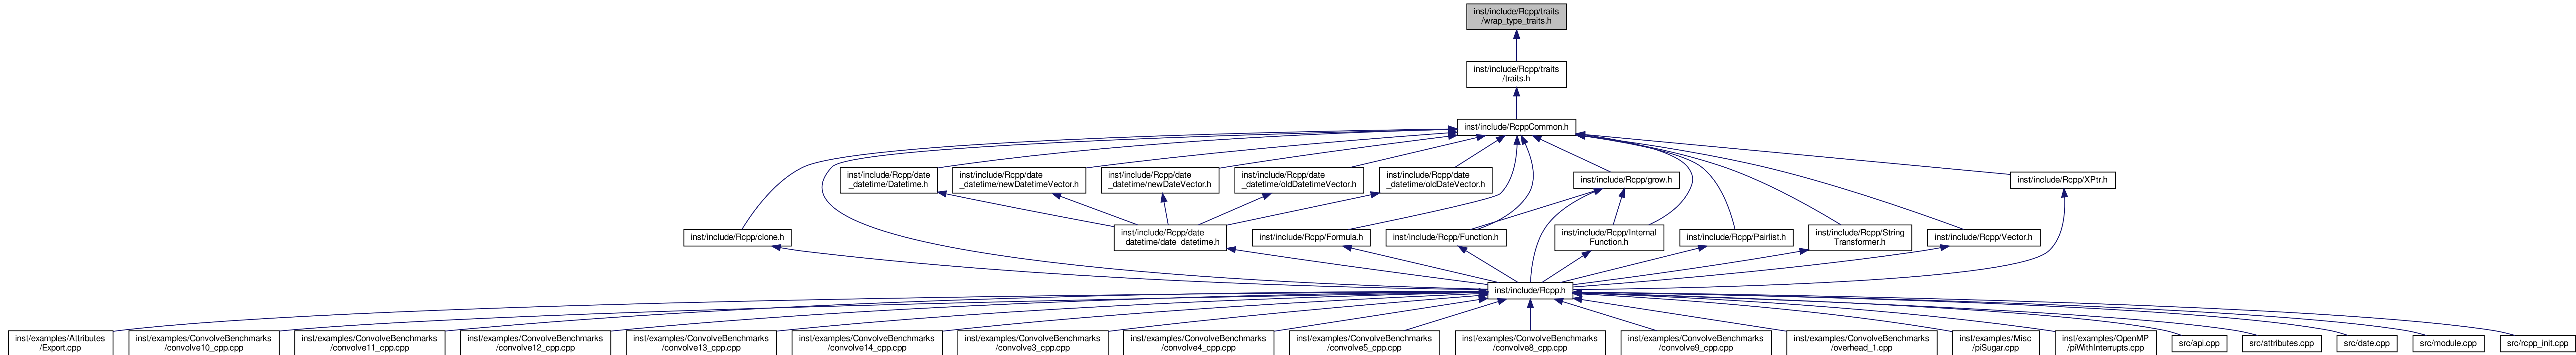 inst/include/Rcpp/traits
/wrap_type_traits.h
inst/include/Rcpp/traits
/traits.h
inst/include/RcppCommon.h
inst/include/Rcpp/date
_datetime/Datetime.h
inst/include/Rcpp/date
_datetime/newDatetimeVector.h
inst/include/Rcpp/date
_datetime/newDateVector.h
inst/include/Rcpp/date
_datetime/oldDatetimeVector.h
inst/include/Rcpp/date
_datetime/oldDateVector.h
inst/include/Rcpp/grow.h
inst/include/Rcpp/XPtr.h
inst/include/Rcpp/clone.h
inst/include/Rcpp/date
_datetime/date_datetime.h
inst/include/Rcpp/Formula.h
inst/include/Rcpp/Function.h
inst/include/Rcpp/Internal
Function.h
inst/include/Rcpp/Pairlist.h
inst/include/Rcpp/String
Transformer.h
inst/include/Rcpp/Vector.h
inst/include/Rcpp.h
inst/examples/Attributes
/Export.cpp
inst/examples/ConvolveBenchmarks
/convolve10_cpp.cpp
inst/examples/ConvolveBenchmarks
/convolve11_cpp.cpp
inst/examples/ConvolveBenchmarks
/convolve12_cpp.cpp
inst/examples/ConvolveBenchmarks
/convolve13_cpp.cpp
inst/examples/ConvolveBenchmarks
/convolve14_cpp.cpp
inst/examples/ConvolveBenchmarks
/convolve3_cpp.cpp
inst/examples/ConvolveBenchmarks
/convolve4_cpp.cpp
inst/examples/ConvolveBenchmarks
/convolve5_cpp.cpp
inst/examples/ConvolveBenchmarks
/convolve8_cpp.cpp
inst/examples/ConvolveBenchmarks
/convolve9_cpp.cpp
inst/examples/ConvolveBenchmarks
/overhead_1.cpp
inst/examples/Misc
/piSugar.cpp
inst/examples/OpenMP
/piWithInterrupts.cpp
src/api.cpp
src/attributes.cpp
src/date.cpp
src/module.cpp
src/rcpp_init.cpp